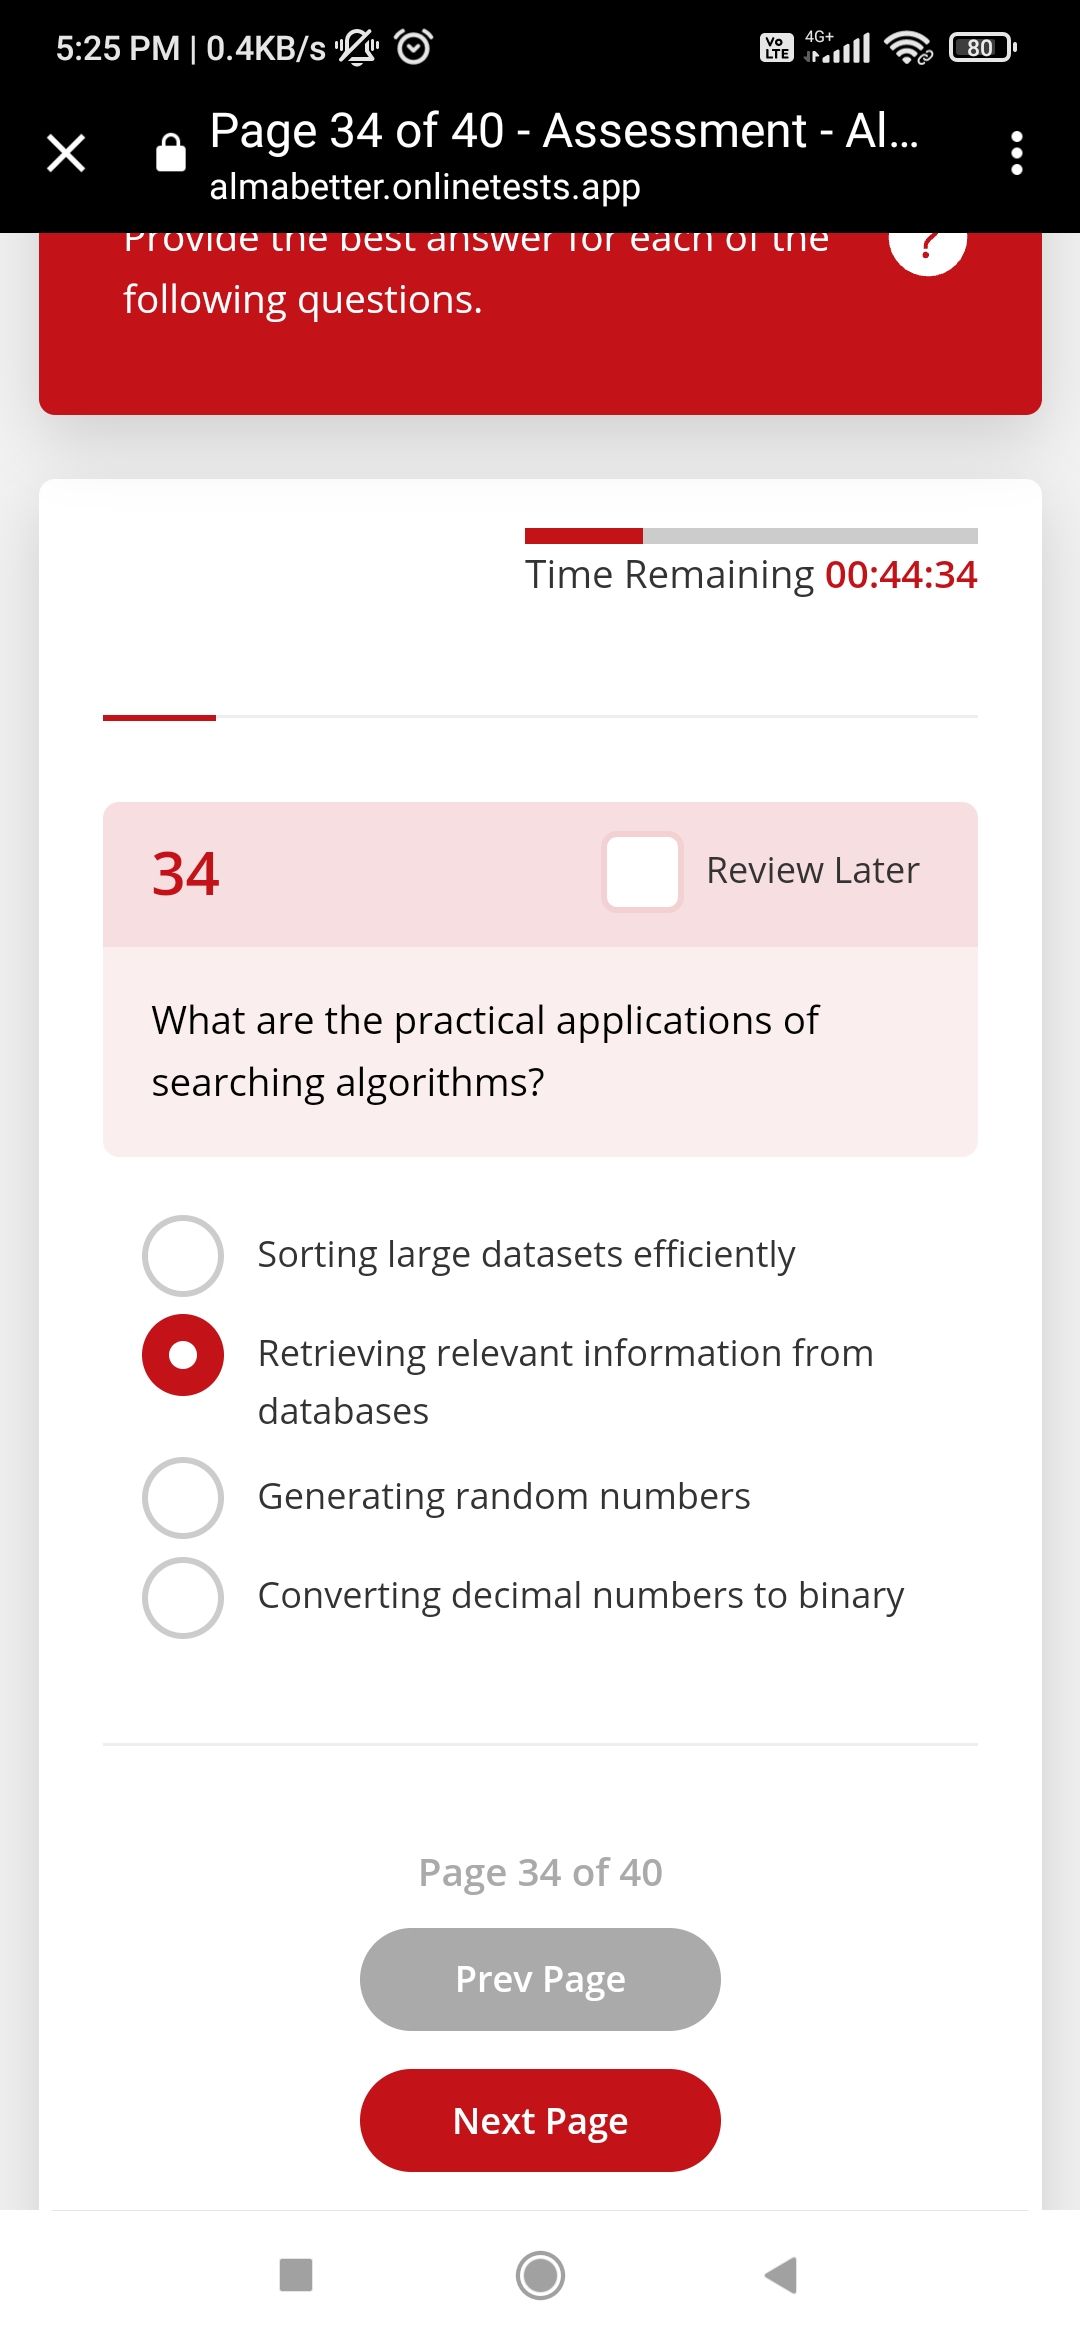 5:25 PM | 0.4KB/s
Vo LTE 4G+ 80
Page 34 of 40 - Assessment - Al...
almabetter.onlinetests.app
Provide the best answer for each of the
following questions.
?
Time Remaining 00:44:34
34
Review Later
What are the practical applications of
searching algorithms?
Sorting large datasets efficiently
Retrieving relevant information from
databases
Generating random numbers
Converting decimal numbers to binary
Page 34 of 40
Prev Page
Next Page